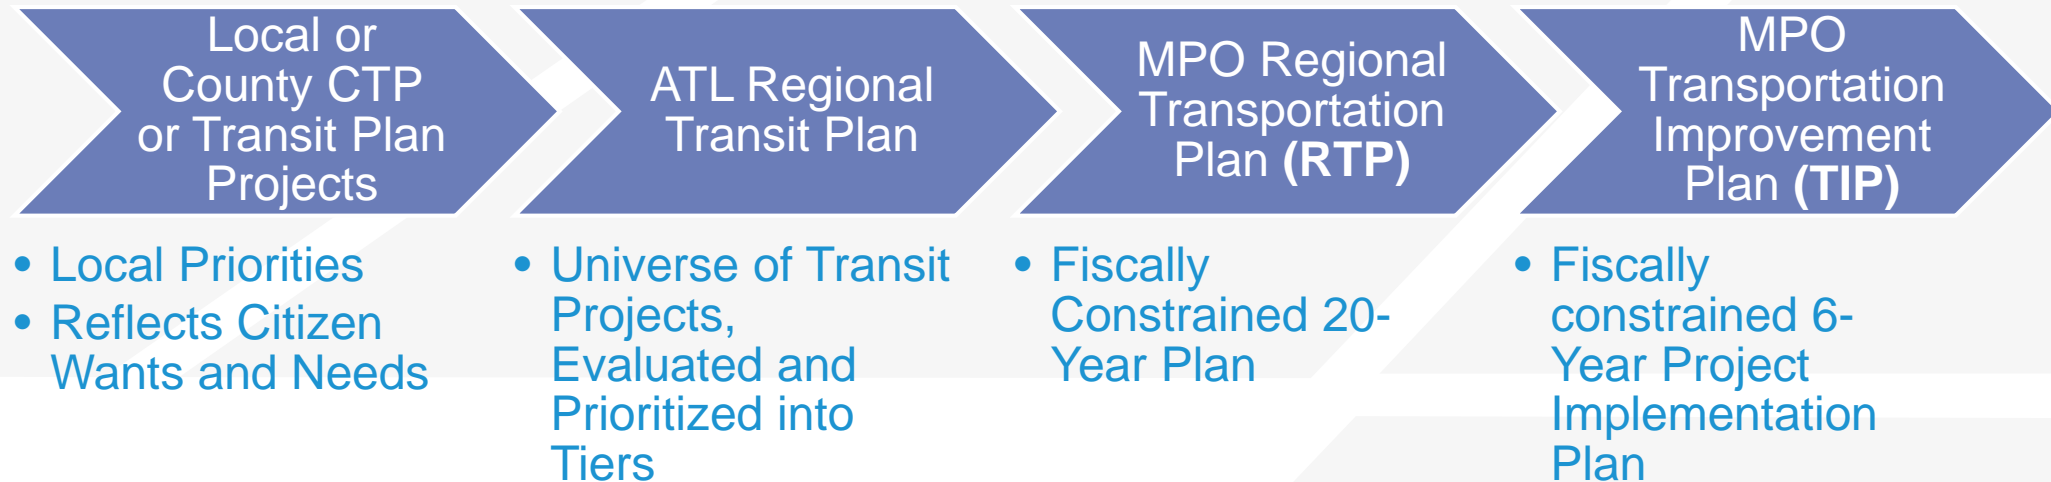 Local or
County CTP
or Transit Plan
Projects
• Local Priorities
• Reflects Citizen
Wants and Needs
ATL Regional
Transit Plan
• Universe of Transit
Projects,
Evaluated and
Prioritized into
Tiers
MPO Regional
Transportation
Plan (RTP)
• Fiscally
Constrained 20-
Year Plan
MPO
Transportation
Improvement
Plan (TIP)
• Fiscally
constrained 6-
Year Project
Implementation
Plan